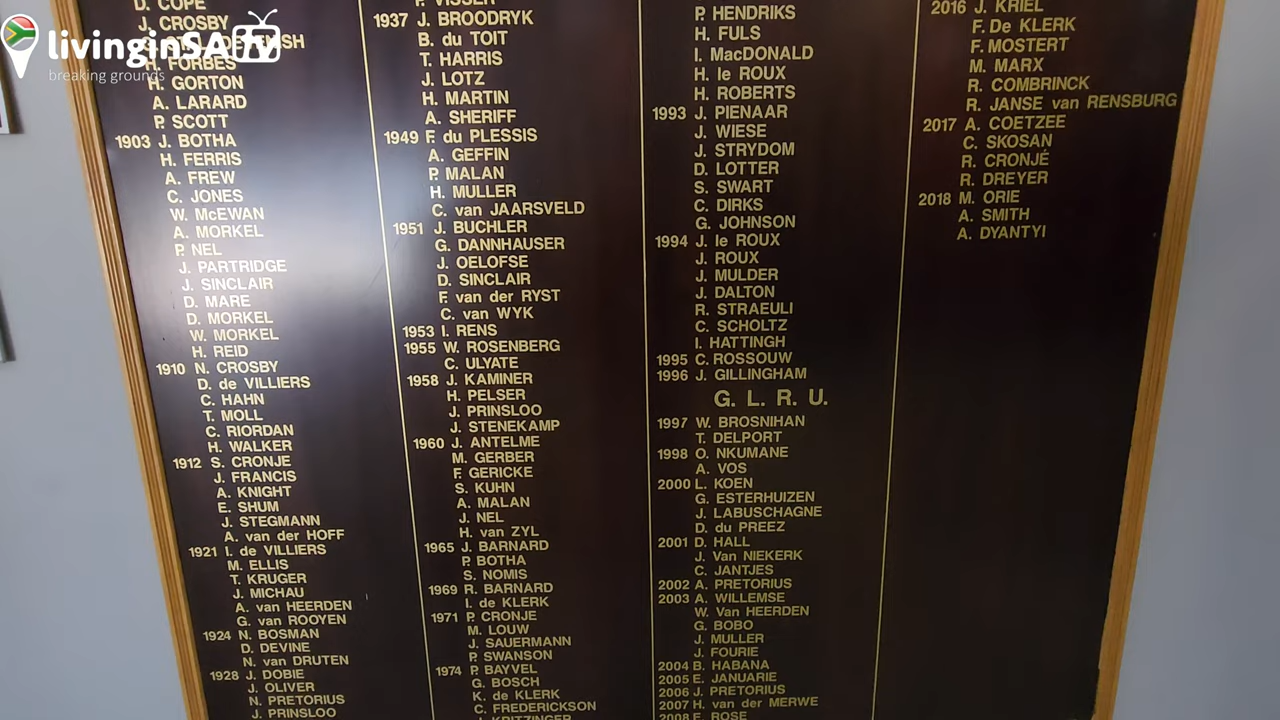 livinginSA TV
breaking grounds
D. COPE
J. CROSBY
H. FORBES
H. GORTON
A. LARARD
P. SCOTT
1903 J. BOTHA
H. FERRIS
A. FREW
C. JONES
W. McEWAN
A. MORKEL
P. NEL
J. PARTRIDGE
J. SINCLAIR
D. MARE
D. MORKEL
W. MORKEL
H. REID
1910 N. CROSBY
D. de VILLIERS
C. HAHN
T. MOLL
C. RIORDAN
H. WALKER
1912 S. CRONJE
J. FRANCIS
A. KNIGHT
E. SHUM
J. STEGMANN
A. van der HOFF
1921 I. de VILLIERS
M. ELLIS
T. KRUGER
J. MICHAU
A. van HEERDEN
G. van ROOYEN
1924 N. BOSMAN
D. DEVINE
N. van DRUTEN
1928 J. DOBIE
J. OLIVER
N. PRETORIUS
J. PRINSLOO
VISSER
1937 J. BROODRYK
B. du TOIT
T. HARRIS
J. LOTZ
H. MARTIN
A. SHERIFF
1949 F. du PLESSIS
A. GEFFIN
P. MALAN
H. MULLER
C. van JAARSVELD
1951 J. BUCHLER
G. DANNHAUSER
J. OELOFSE
D. SINCLAIR
F. van der RYST
C. van WYK
1953 I. RENS
1955 W. ROSENBERG
C. ULYATE
1958 J. KAMINER
H. PELSER
J. PRINSLOO
J. STENEKAMP
1960 J. ANTELME
M. GERBER
F. GERICKE
S. KUHN
A. MALAN
J. NEL
H. van ZYL
1965 J. BARNARD
P. BOTHA
S. NOMIS
1969 R. BARNARD
I. de KLERK
1971 P. CRONJE
M. LOUW
J. SAUERMANN
P. SWANSON
1974 P. BAYVEL
G. BOSCH
K. de KLERK
C. FREDERICKSON
J. KRITZINGER
P. HENDRIKS
H. FULS
I. MacDONALD
H. le ROUX
H. ROBERTS
1993 J. PIENAAR
J. WIESE
J. STRYDOM
D. LOTTER
S. SWART
C. DIRKS
G. JOHNSON
1994 J. le ROUX
J. ROUX
J. MULDER
J. DALTON
R. STRAEULI
C. SCHOLTZ
I. HATTINGH
1995 C. ROSSOUW
1996 J. GILLINGHAM
G. L. R. U.
1997 W. BROSNIHAN
T. DELPORT
1998 O. NKUMANE
A. VOS
2000 L. KOEN
G. ESTERHUIZEN
J. LABUSCHAGNE
D. du PREEZ
2001 D. HALL
J. Van NIEKERK
C. JANTJES
2002 A. PRETORIUS
2003 A. WILLEMSE
W. Van HEERDEN
G. BOBO
J. MULLER
J. FOURIE
2004 B. HABANA
2005 E. JANUARIE
2006 J. PRETORIUS
2007 H. van der MERWE
2008 E. ROSE
2016 J. KRIEL
F. De KLERK
F. MOSTERT
M. MARX
R. COMBRINCK
R. JANSE van RENSBURG
2017 A. COETZEE
C. SKOSAN
R. CRONJÉ
R. DREYER
2018 M. ORIE
A. SMITH
A. DYANTYI